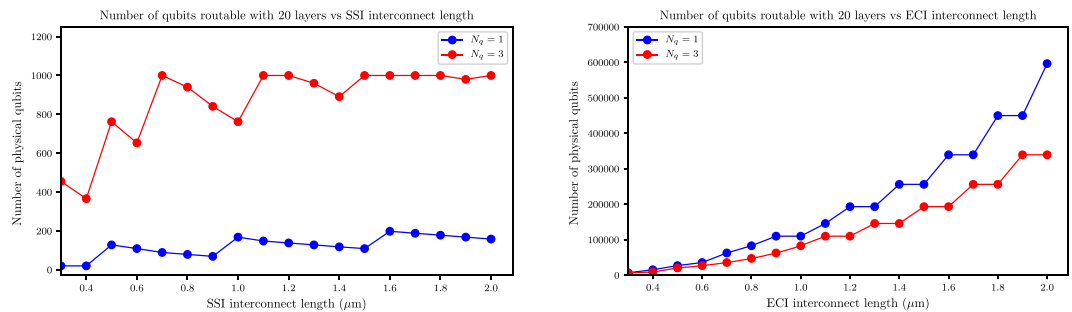 Number of qubits routable with 20 layers vs SSI interconnect length
Number of physical qubits
1200
1000
800
600
400
200
0
N_q = 1
N_q = 3
0.4 0.6 0.8 1.0 1.2 1.4 1.6 1.8 2.0
SSI interconnect length (μm)
Number of qubits routable with 20 layers vs ECI interconnect length
Number of physical qubits
700000
600000
500000
400000
300000
200000
100000
0
N_q = 1
N_q = 3
0.4 0.6 0.8 1.0 1.2 1.4 1.6 1.8 2.0
ECI interconnect length (μm)